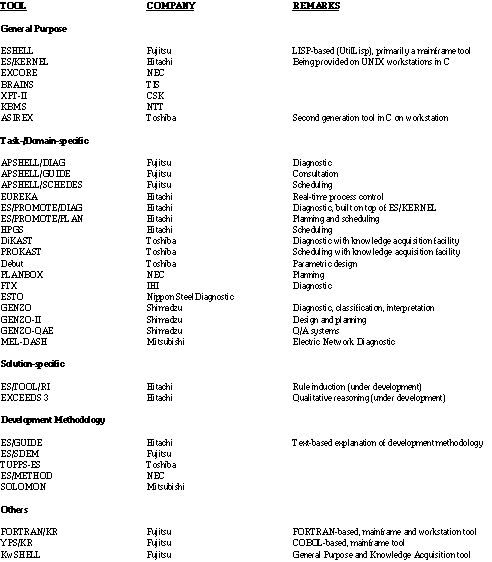 TOOL COMPANY REMARKS
General Purpose
ESHELL Fujitsu LISP-based (UtilLisp), primarily a mainframe tool
ES/KERNEL Hitachi Being provided on UNIX workstations in C
EXCORE NEC
BRAINS TIS
XPT-II CSK
KBMS NTT
ASIREX Toshiba Second generation tool in C on workstation
Task-/Domain-specific
APSHELL/DIAG Fujitsu Diagnostic
APSHELL/GUIDE Fujitsu Consultation
APSHELL/SCHEDES Fujitsu Scheduling
EUREKA Hitachi Real-time process control
ES/PROMOTE/DIAG Hitachi Diagnostic, built on top of ES/KERNEL
ES/PROMOTE/PLAN Hitachi Planning and scheduling
HPGS Hitachi Scheduling
DiKAST Toshiba Diagnostic with knowledge acquisition facility
PROKAST Toshiba Scheduling with knowledge acquisition facility
Debut Toshiba Parametric design
PLANBOX NEC Planning
FTX IHI Diagnostic
ESTO Nippon Steel Diagnostic
GENZO Shimadzu Diagnostic, classification, interpretation
GENZO-II Shimadzu Design and planning
GENZO-QAE Shimadzu Q/A systems
MEL-DASH Mitsubishi Electric Network Diagnostic
Solution-specific
ES/TOOL/RI Hitachi Rule induction (under development)
EXCEEDS 3 Hitachi Qualitative reasoning (under development)
Development Methodology
ES/GUIDE Hitachi Text-based explanation of development methodology
ES/SDEM Fujitsu
TUPPS-ES Toshiba
ES/METHOD NEC
SOLOMON Mitsubishi
Others
FORTRAN/KR Fujitsu FORTRAN-based, mainframe and workstation tool
YPS/KR Fujitsu COBOL-based, mainframe tool
KwSHELL Fujitsu General Purpose and Knowledge Acquisition tool